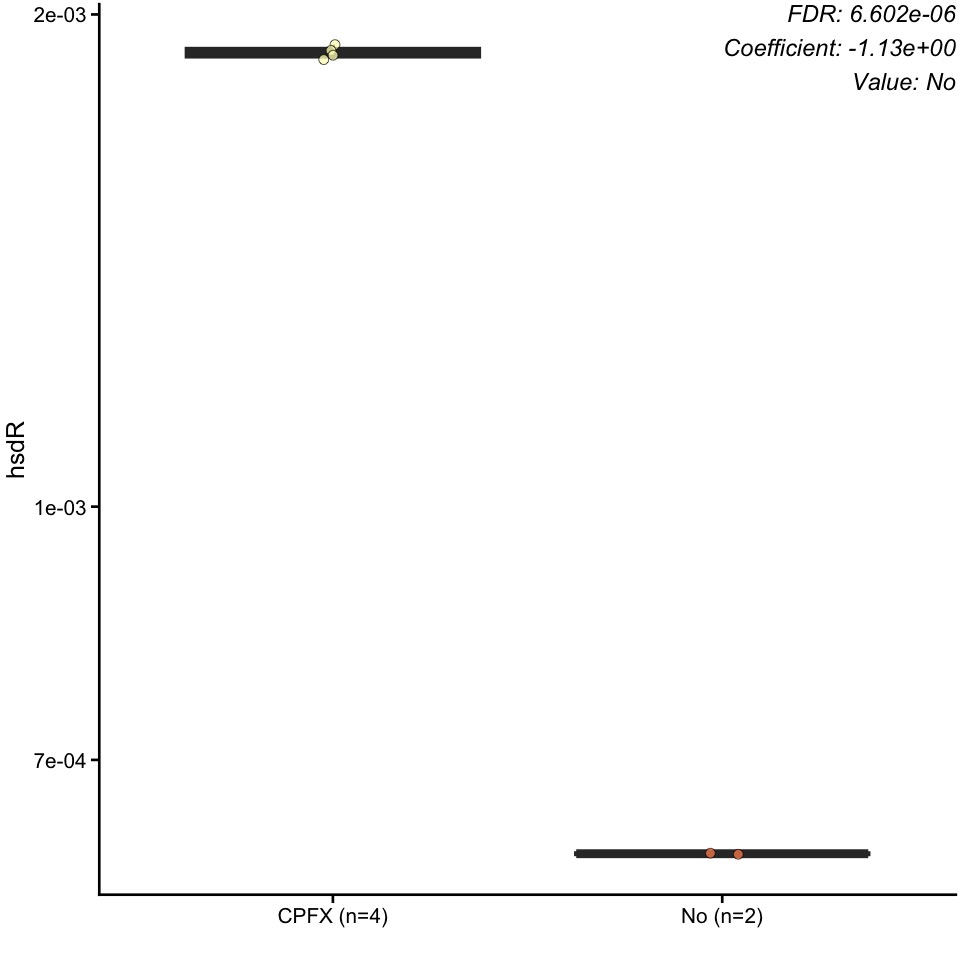 FDR: 6.602e-06
Coefficient: -1.13e+00
Value: No
2e-03
1e-03
7e-04
hsdR
CPFX (n=4)
No (n=2)